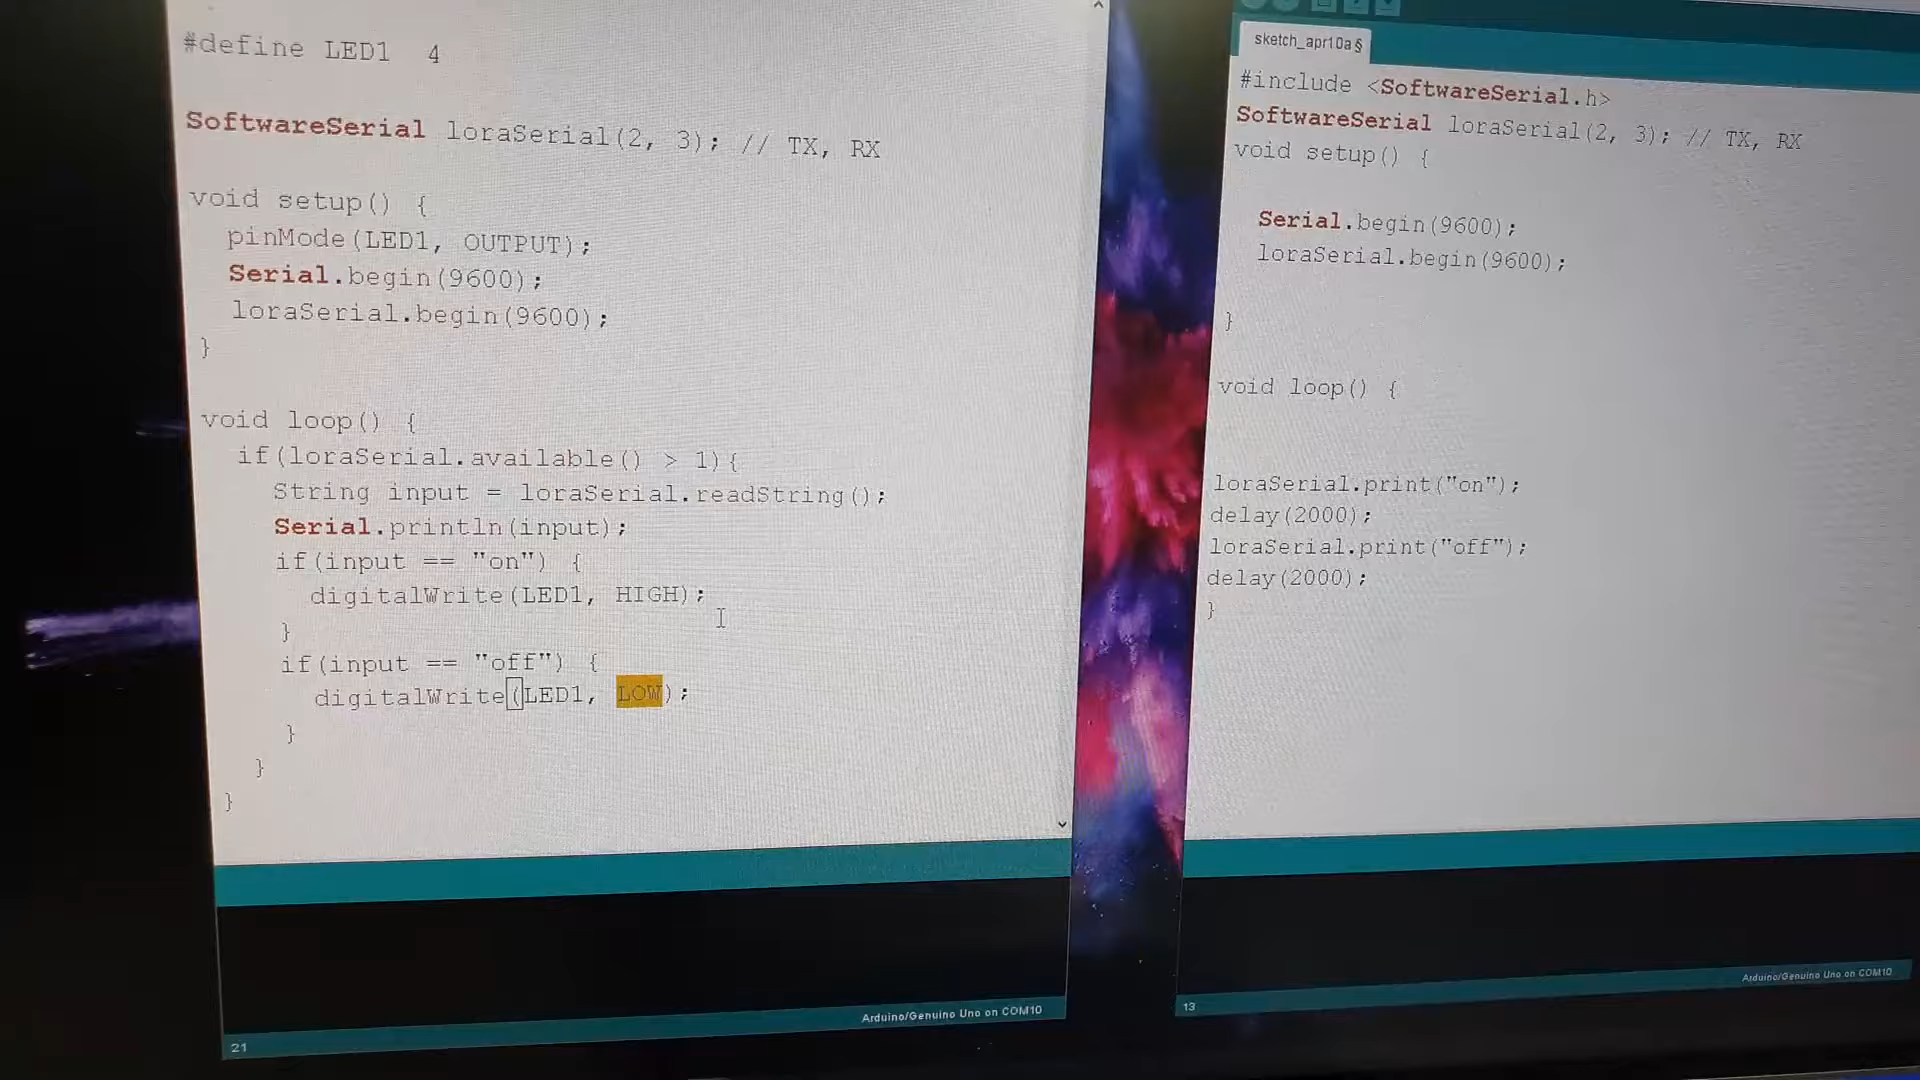 #define LED1  4
SoftwareSerial loraSerial(2, 3); // TX, RX
void setup() {
  pinMode(LED1, OUTPUT);
  Serial.begin(9600);
  loraSerial.begin(9600);
}
void loop() {
  if(loraSerial.available() > 1){
    String input = loraSerial.readString();
    Serial.println(input);
    if(input == "on") {
      digitalWrite(LED1, HIGH);
    }
    if(input == "off") {
      digitalWrite(LED1, LOW);
    }
  }
}
Arduino/Genuino Uno on COM10
21
sketch_apr10a §
#include <SoftwareSerial.h>
SoftwareSerial loraSerial(2, 3); // TX, RX
void setup() {
  Serial.begin(9600);
  loraSerial.begin(9600);
}
void loop() {
loraSerial.print("on");
delay(2000);
loraSerial.print("off");
delay(2000);
}
Arduino/Genuino Uno on COM10
13